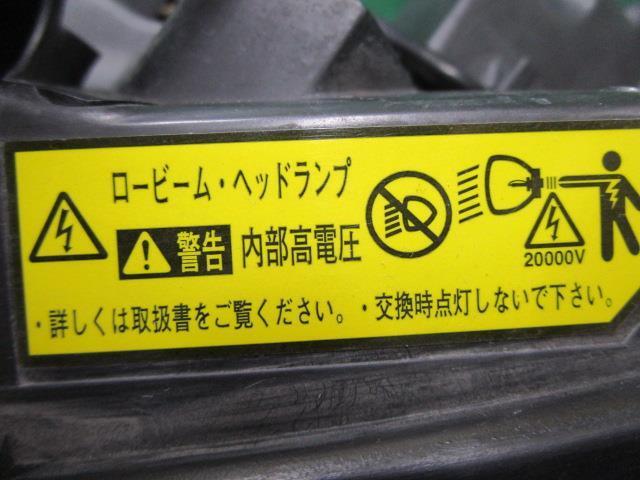 ロービーム・ヘッドランプ
警告 内部高電圧
20000V
・詳しくは取扱書をご覧ください。・交換時点灯しないで下さい。